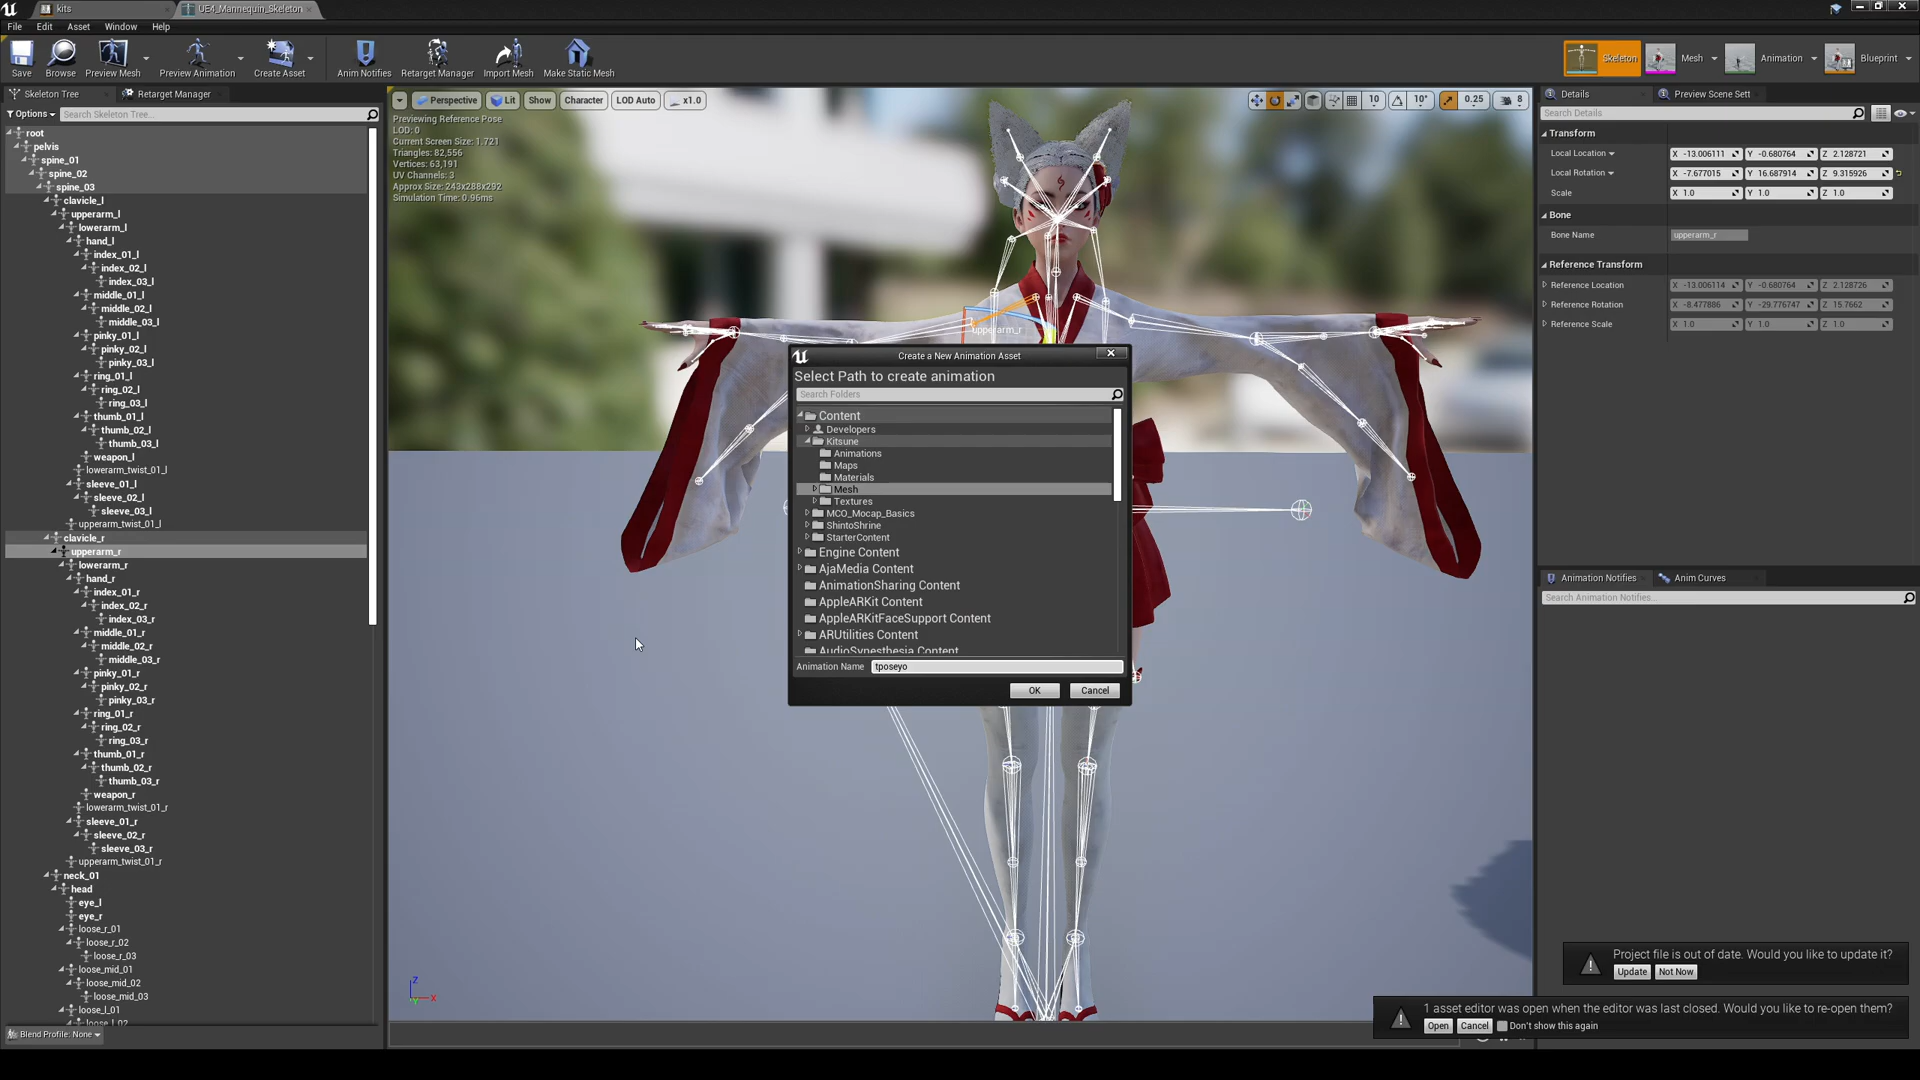 kits
UE4_Mannequin_Skeleton
File Edit Asset Window Help
Save Browse Preview Mesh Preview Animation Create Asset Anim Notifies Retarget Manager Import Mesh Make Static Mesh
Skeleton Mesh Animation Blueprint
Skeleton Tree Retarget Manager
Options Search Skeleton Tree...
root
pelvis
spine_01
spine_02
spine_03
clavicle_l
upperarm_l
lowerarm_l
hand_l
index_01_l
index_02_l
index_03_l
middle_01_l
middle_02_l
middle_03_l
pinky_01_l
pinky_02_l
pinky_03_l
ring_01_l
ring_02_l
ring_03_l
thumb_01_l
thumb_02_l
thumb_03_l
weapon_l
lowerarm_twist_01_l
sleeve_01_l
sleeve_02_l
sleeve_03_l
upperarm_twist_01_l
clavicle_r
upperarm_r
lowerarm_r
hand_r
index_01_r
index_02_r
index_03_r
middle_01_r
middle_02_r
middle_03_r
pinky_01_r
pinky_02_r
pinky_03_r
ring_01_r
ring_02_r
ring_03_r
thumb_01_r
thumb_02_r
thumb_03_r
weapon_r
lowerarm_twist_01_r
sleeve_01_r
sleeve_02_r
sleeve_03_r
upperarm_twist_01_r
neck_01
head
eye_l
eye_r
loose_r_01
loose_r_02
loose_r_03
loose_mid_01
loose_mid_02
loose_mid_03
loose_l_01
loose_l_02
Blend Profile: None
Perspective Lit Show Character LOD Auto x1.0
10 10° 0.25 8
Previewing Reference Pose
LOD: 0
Current Screen Size: 1.721
Triangles: 82,556
Vertices: 63,191
UV Channels: 3
Approx Size: 243x288x292
Simulation Time: 0.96ms
upperarm_r
Create a New Animation Asset
Select Path to create animation
Search Folders
Content
Developers
Kitsune
Animations
Maps
Materials
Mesh
Textures
MCO_Mocap_Basics
ShintoShrine
StarterContent
Engine Content
AjaMedia Content
AnimationSharing Content
AppleARKit Content
AppleARKitFaceSupport Content
ARUtilities Content
AudioSynesthesia Content
Animation Name tposeyo
OK Cancel
Z
X
Y
Details Preview Scene Sett
Search Details
Transform
Local Location X -13.006111 Y -0.680764 Z 2.128721
Local Rotation X -7.677015 Y 16.687914 Z 9.315926
Scale X 1.0 Y 1.0 Z 1.0
Bone
Bone Name upperarm_r
Reference Transform
Reference Location X -13.006114 Y -0.680764 Z 2.128726
Reference Rotation X -8.477886 Y -29.776747 Z 15.7662
Reference Scale X 1.0 Y 1.0 Z 1.0
Animation Notifies Anim Curves
Search Animation Notifies...
Project file is out of date. Would you like to update it?
Update Not Now
1 asset editor was open when the editor was last closed. Would you like to re-open them?
Open Cancel Don't show this again